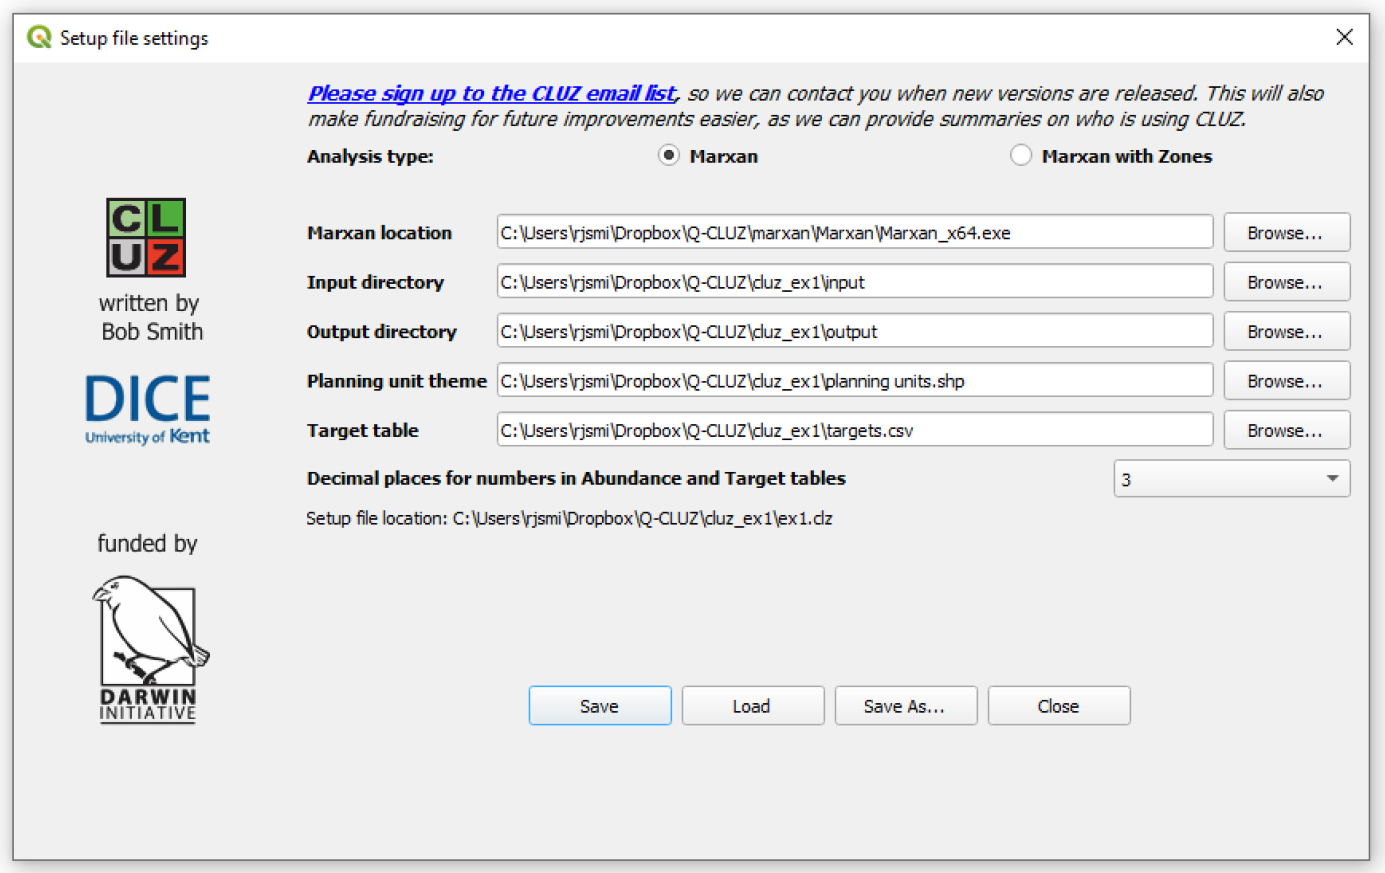 Setup file settings
Please sign up to the CLUZ email list, so we can contact you when new versions are released. This will also
make fundraising for future improvements easier, as we can provide summaries on who is using CLUZ.
Analysis type: Marxan Marxan with Zones
CL
UZ
written by
Bob Smith
DICE
University of Kent
funded by
DARWIN
INITIATIVE
Marxan location C:\Users\rjsmi\Dropbox\Q-CLUZ\marxan\Marxan\Marxan_x64.exe Browse...
Input directory C:\Users\rjsmi\Dropbox\Q-CLUZ\cluz_ex1\input Browse...
Output directory C:\Users\rjsmi\Dropbox\Q-CLUZ\cluz_ex1\output Browse...
Planning unit theme C:\Users\rjsmi\Dropbox\Q-CLUZ\cluz_ex1\planning units.shp Browse...
Target table C:\Users\rjsmi\Dropbox\Q-CLUZ\cluz_ex1\targets.csv Browse...
Decimal places for numbers in Abundance and Target tables 3
Setup file location: C:\Users\rjsmi\Dropbox\Q-CLUZ\cluz_ex1\ex1.clz
Save Load Save As... Close